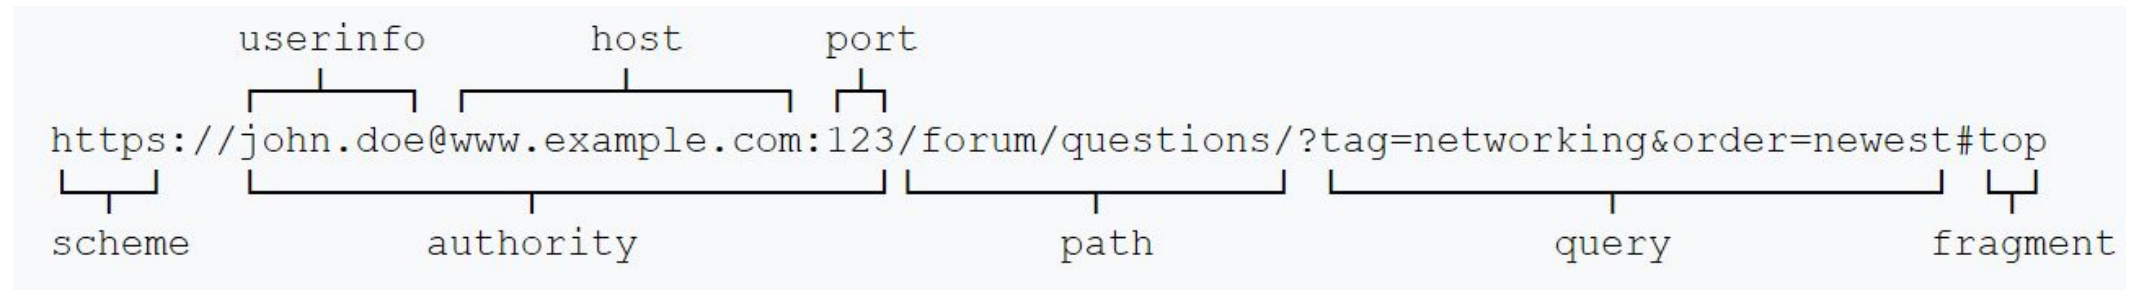 userinfo host port
https://john.doe@www.example.com:123/forum/questions/?tag=networking&order=newest#top
scheme authority path query fragment